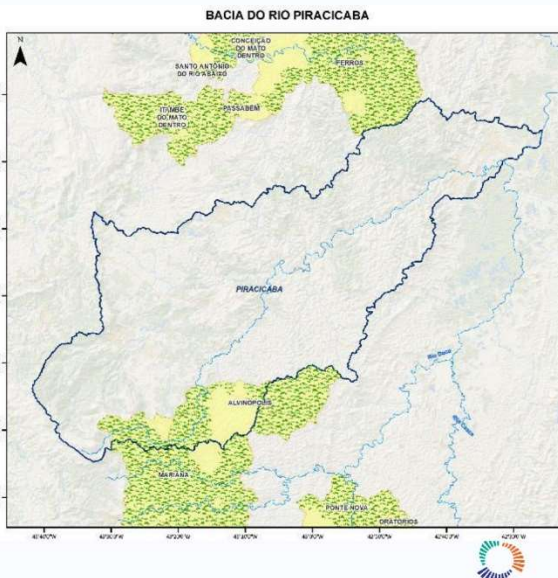 BACIA DO RIO PIRACICABA
N
CONCEIÇÃO
DO MATO
DENTRO
SANTO ANTÔNIO
DO RIO ABAIXO
FERROS
PASSABÉM
ITAMBÉ
DO MATO
DENTRO
PIRACICABA
Rio Doce
ALVINÓPOLIS
MARIANA
PONTE NOVA
ORATÓRIOS